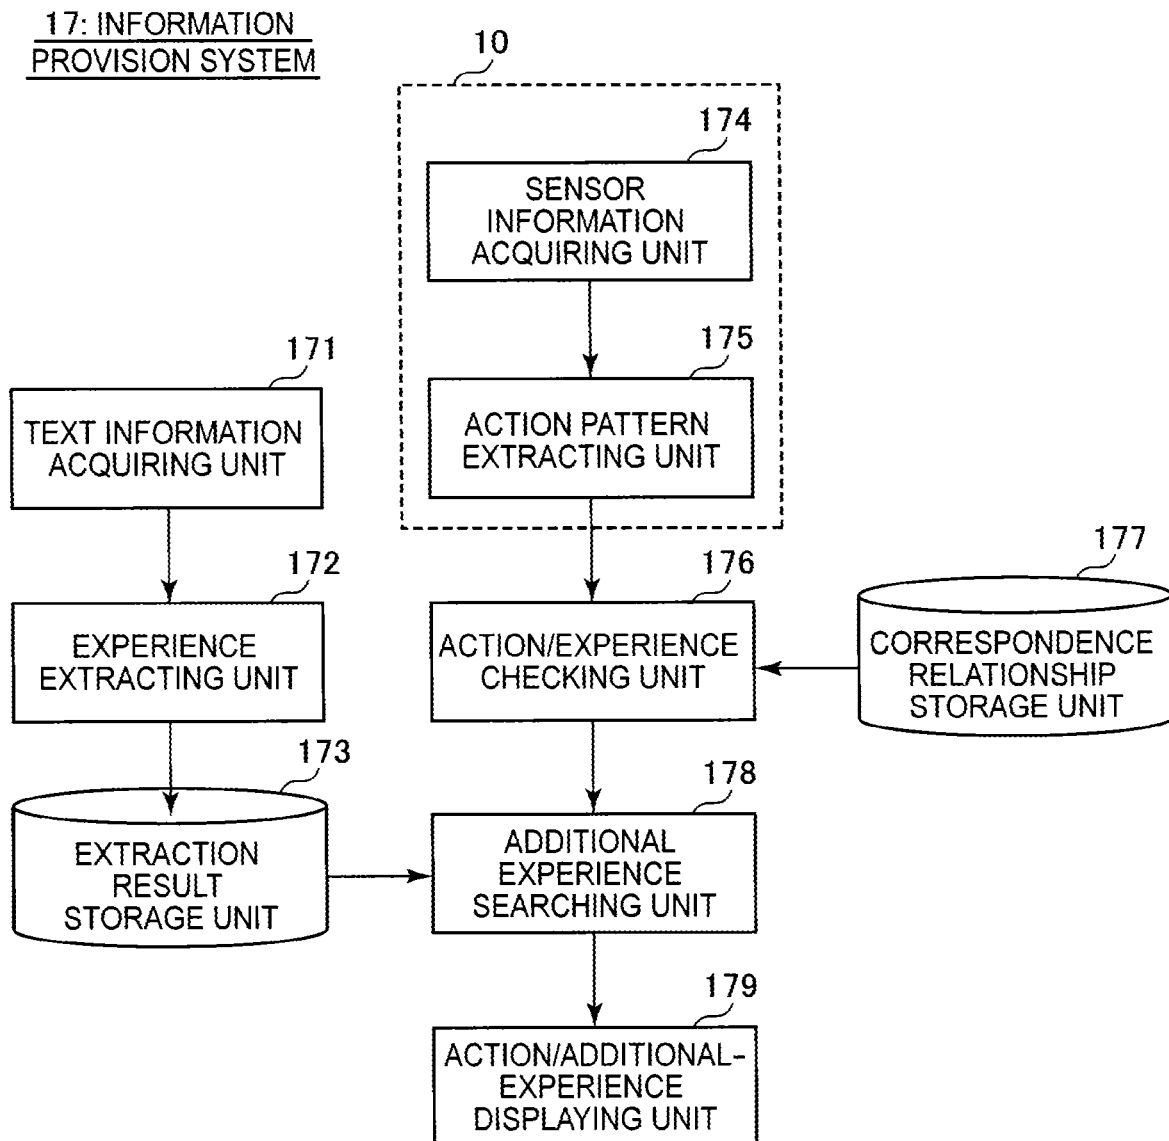 17: INFORMATION
PROVISION SYSTEM
10
174
SENSOR
INFORMATION
ACQUIRING UNIT
175
ACTION PATTERN
EXTRACTING UNIT
171
TEXT INFORMATION
ACQUIRING UNIT
172
EXPERIENCE
EXTRACTING UNIT
176
ACTION/EXPERIENCE
CHECKING UNIT
177
CORRESPONDENCE
RELATIONSHIP
STORAGE UNIT
173
EXTRACTION
RESULT
STORAGE UNIT
178
ADDITIONAL
EXPERIENCE
SEARCHING UNIT
179
ACTION/ADDITIONAL-
EXPERIENCE
DISPLAYING UNIT